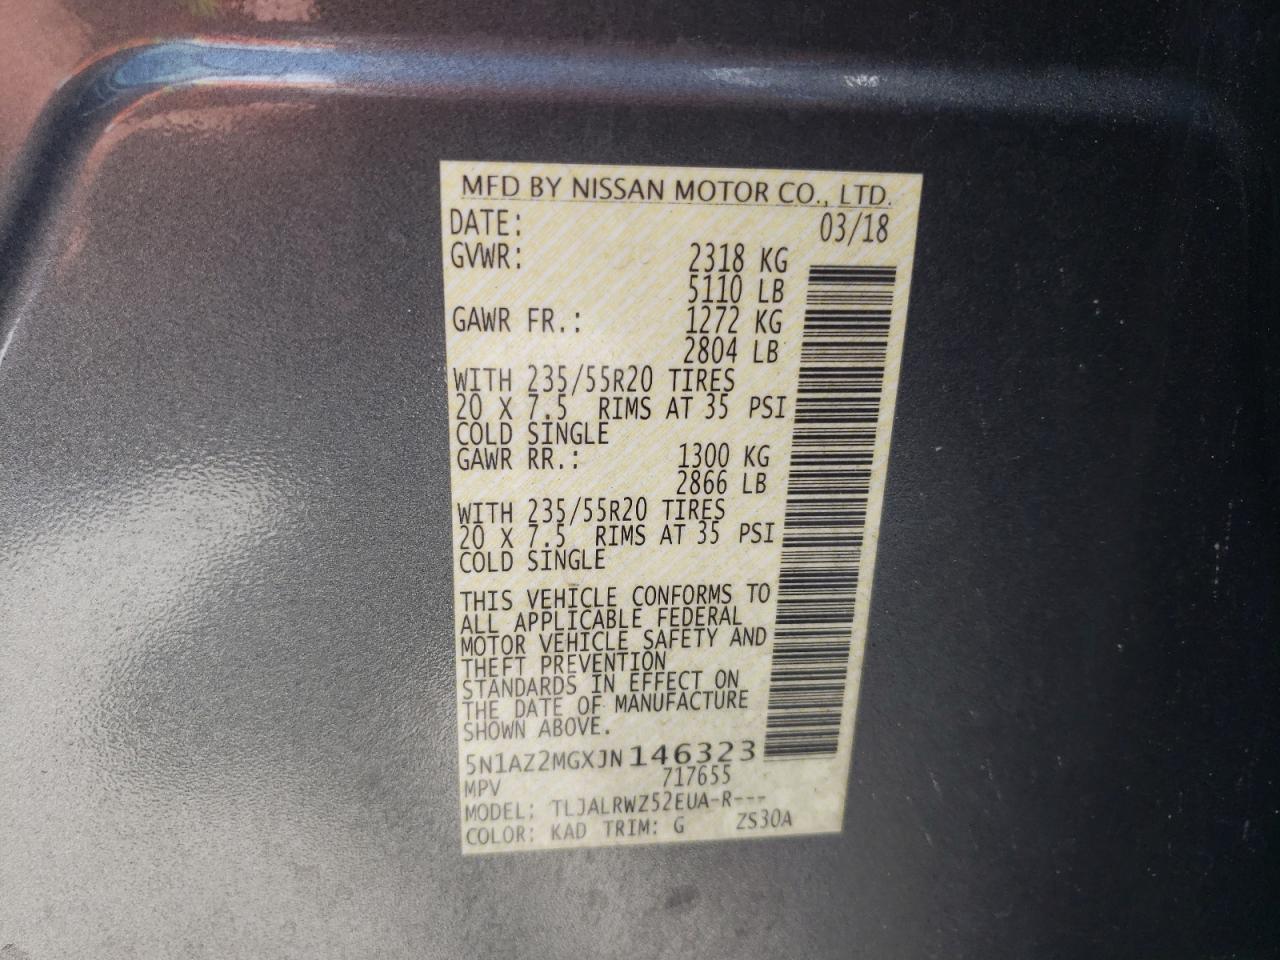 MFD BY NISSAN MOTOR CO., LTD.
DATE: 03/18
GVWR: 2318 KG
5110 LB
GAWR FR.: 1272 KG
2804 LB
WITH 235/55R20 TIRES
20 X 7.5 RIMS AT 35 PSI
COLD SINGLE
GAWR RR.: 1300 KG
2866 LB
WITH 235/55R20 TIRES
20 X 7.5 RIMS AT 35 PSI
COLD SINGLE
THIS VEHICLE CONFORMS TO
ALL APPLICABLE FEDERAL
MOTOR VEHICLE SAFETY AND
THEFT PREVENTION
STANDARDS IN EFFECT ON
THE DATE OF MANUFACTURE
SHOWN ABOVE.
5N1AZ2MGXJN146323
MPV 717655
MODEL: TLJALRWZ52EUA-R---
COLOR: KAD TRIM: G ZS30A